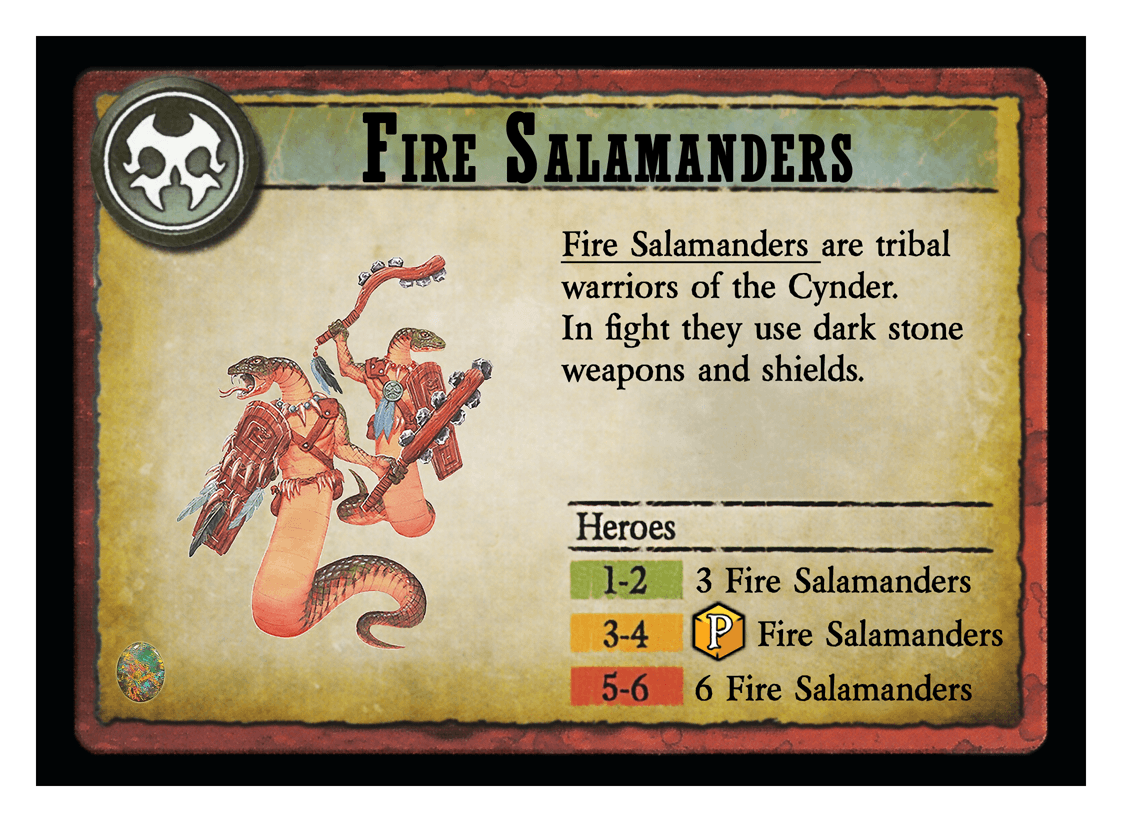 Fire Salamanders
Fire Salamanders are tribal
warriors of the Cynder.
In fight they use dark stone
weapons and shields.
Heroes
1-2 3 Fire Salamanders
3-4 P Fire Salamanders
5-6 6 Fire Salamanders